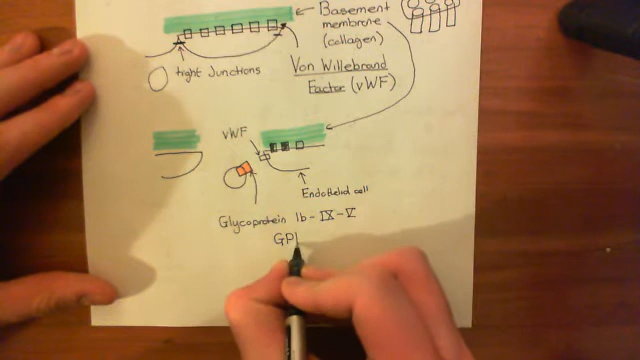 Basement
membrane
(collagen)
tight Junctions
Von Willebrand
Factor (vWF)
vWF
Endothelial cell
Glycoprotein Ib - IX - V
GPI